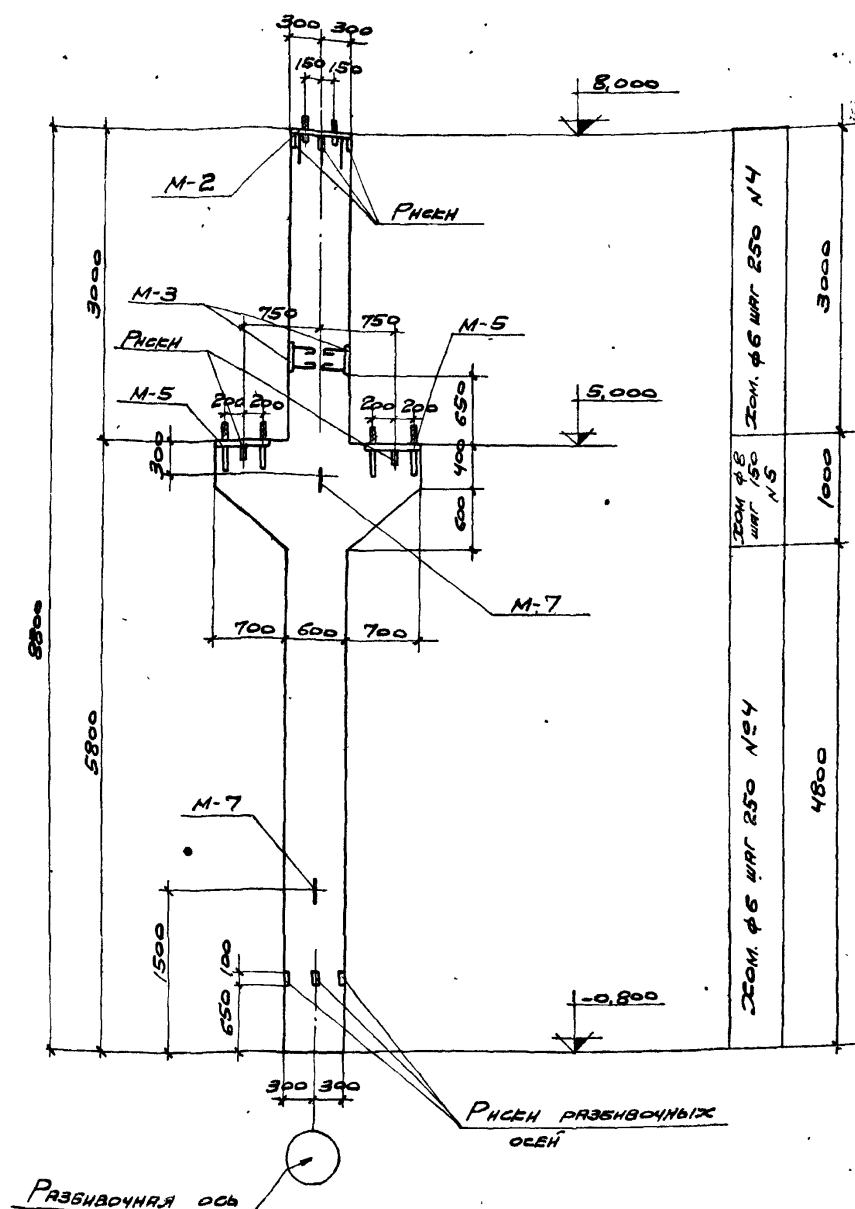 300 300
150 150
8,000
М-2
Риски
3000
М-3
750 750
М-5
Риски
М-5
200 200
200 200
650
5,000
300
400
600
М-7
700 600 700
8800
5800
М-7
1500
100
650
-0,800
300 300
Риски разбивочных
осей
Разбивочная ось
Хом. ф6 шаг 250 N4
3000
Хом ф8
шаг 150
N5
1000
Хом. ф6 шаг 250 №4
4800